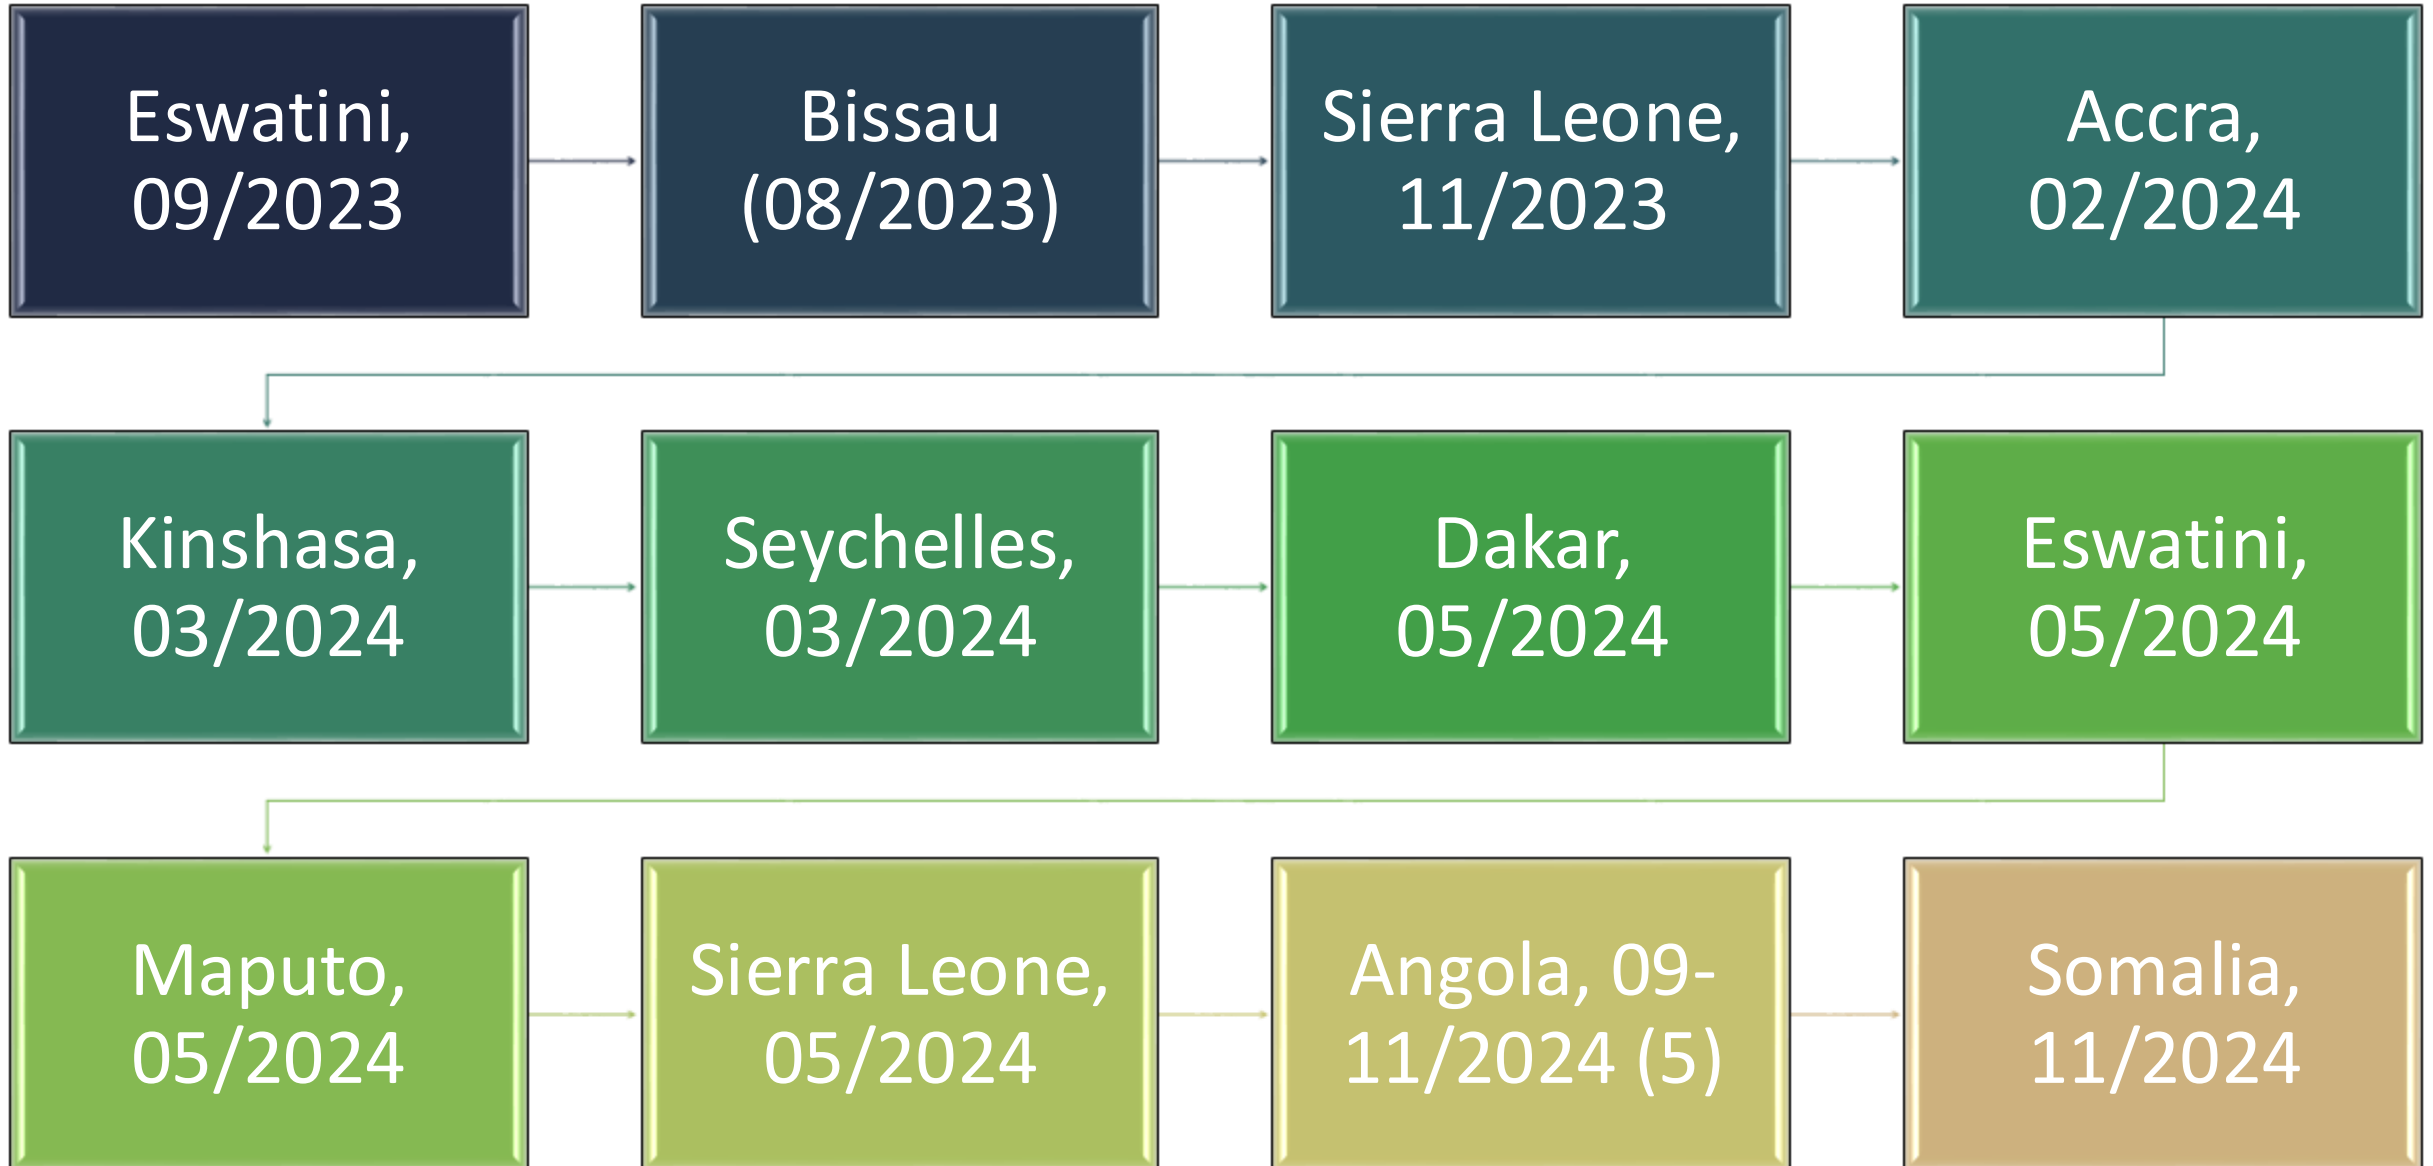 Eswatini,
09/2023
Bissau
(08/2023)
Sierra Leone,
11/2023
Accra,
02/2024
Kinshasa,
03/2024
Seychelles,
03/2024
Dakar,
05/2024
Eswatini,
05/2024
Maputo,
05/2024
Sierra Leone,
05/2024
Angola, 09-
11/2024 (5)
Somalia,
11/2024